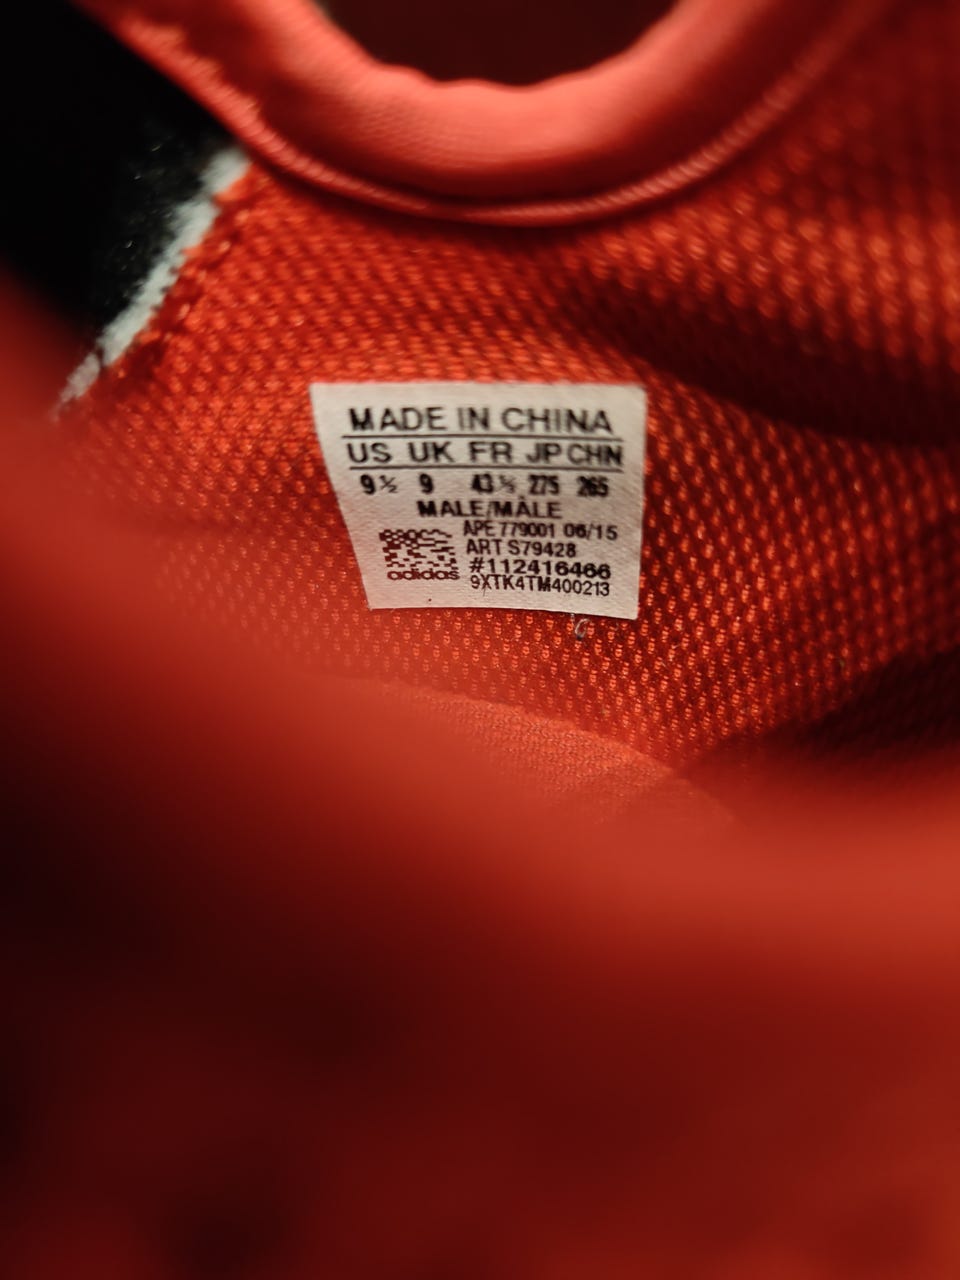 MADE IN CHINA
US UK FR JP CHN
9½ 9 43⅓ 275 265
MALE/MÂLE
APE 779001 06/15
ART S79428
#112416466
adidas 9XTK4TM400213